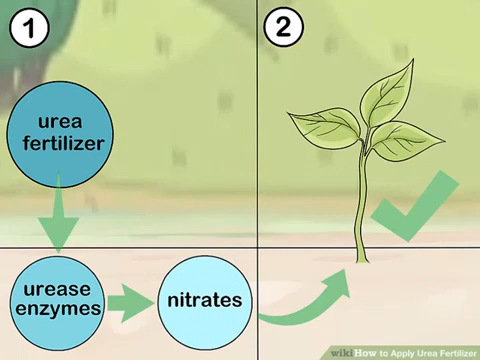 1
2
urea
fertilizer
urease
enzymes
nitrates
wikiHow to Apply Urea Fertilizer